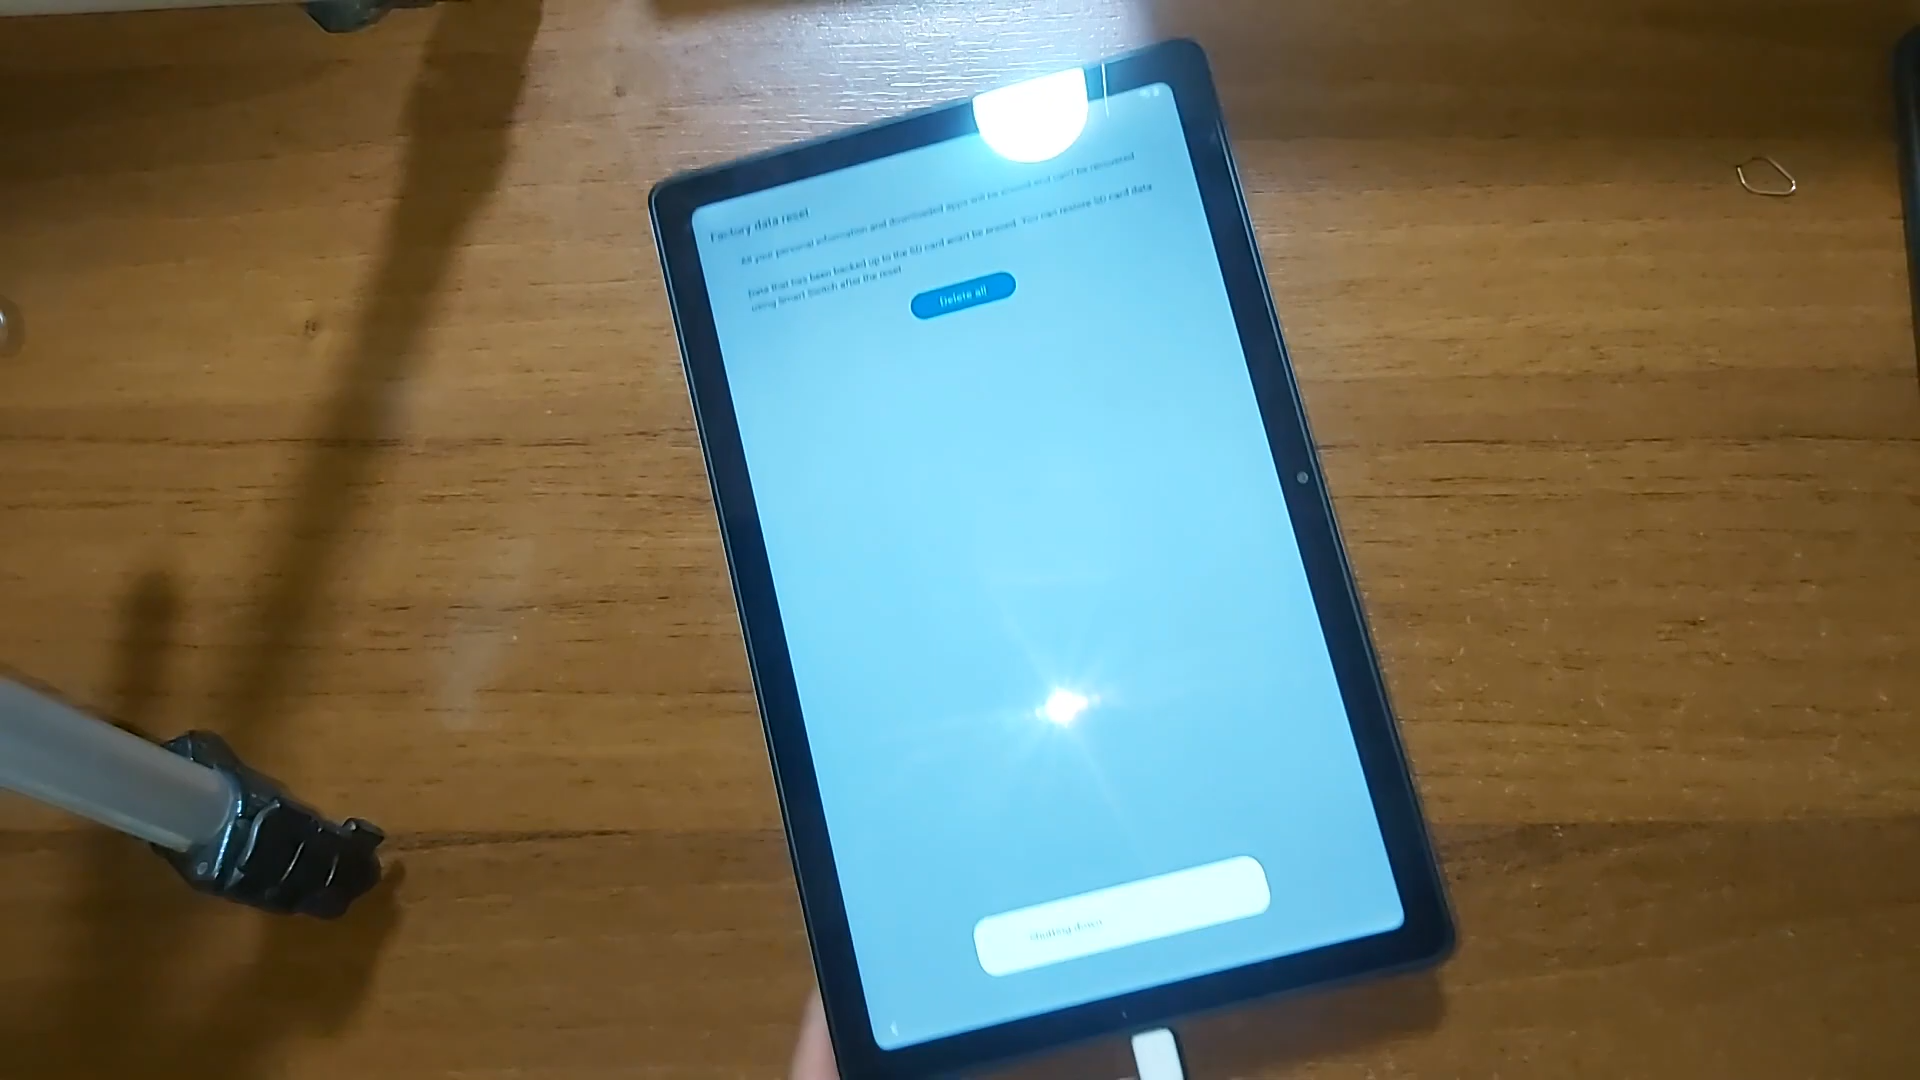 Factory data reset
All your personal information and downloaded apps will be erased and can't be recovered.
Data that has been backed up to the SD card won't be erased. You can restore SD card data
using Smart Switch after the reset.
Delete all
Shutting down...